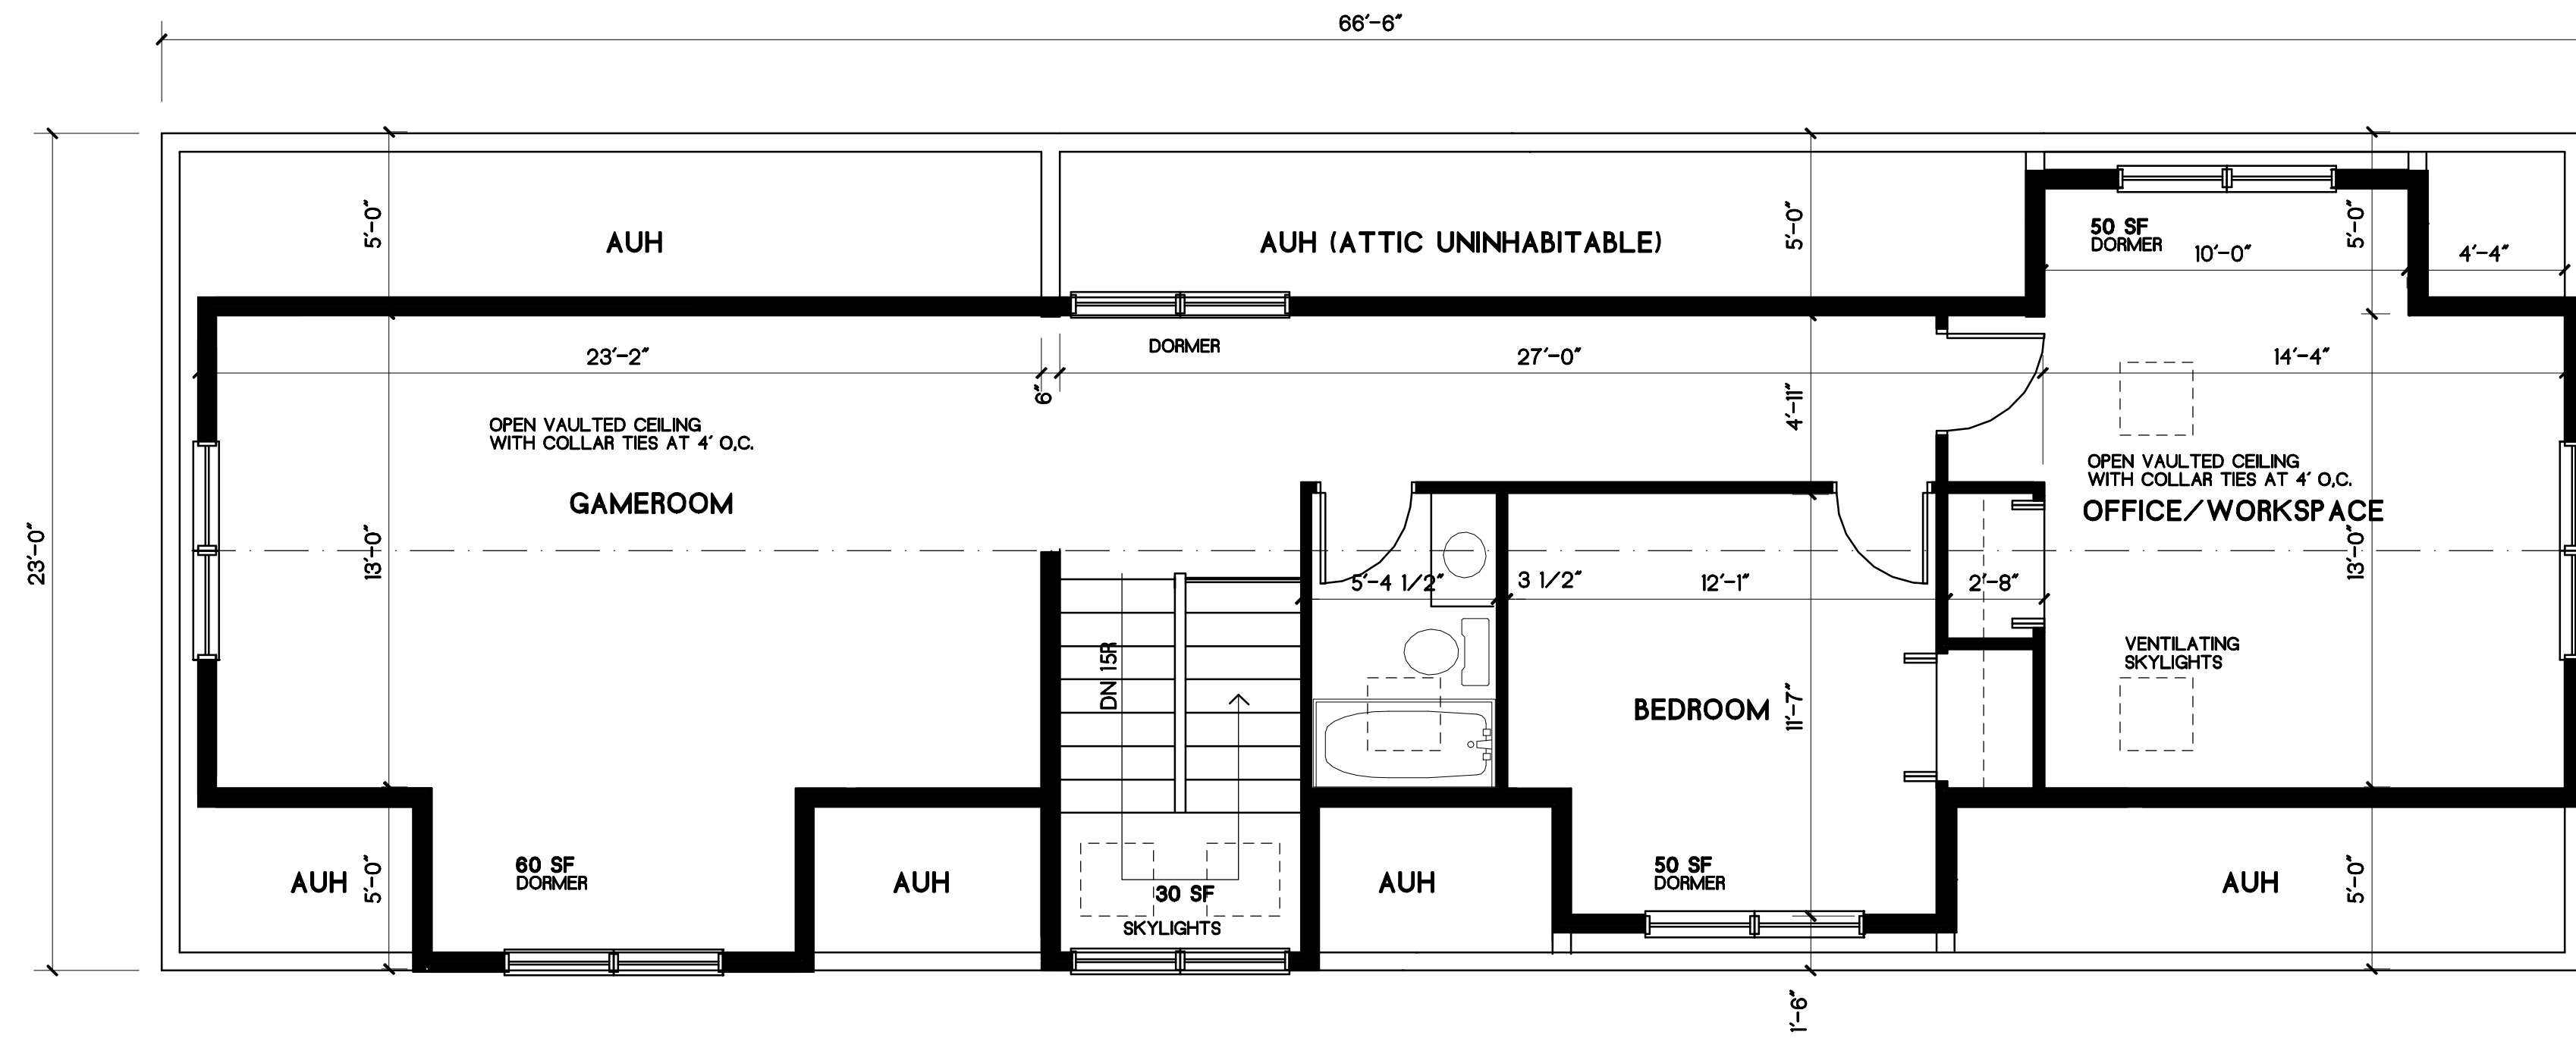 66'-6"
AUH
5'-0"
AUH (ATTIC UNINHABITABLE)
5'-0"
50 SF
DORMER
5'-0"
10'-0"
4'-4"
DORMER
23'-2"
27'-0"
14'-4"
6"
4'-11"
OPEN VAULTED CEILING
WITH COLLAR TIES AT 4' O.C.
GAMEROOM
OPEN VAULTED CEILING
WITH COLLAR TIES AT 4' O.C.
OFFICE/WORKSPACE
23'-0"
13'-0"
13'-0"
5'-4 1/2"
3 1/2"
12'-1"
2'-8"
DN 15R
VENTILATING
SKYLIGHTS
BEDROOM
11'-7"
AUH
5'-0"
60 SF
DORMER
AUH
30 SF
SKYLIGHTS
AUH
50 SF
DORMER
AUH
5'-0"
1'-6"